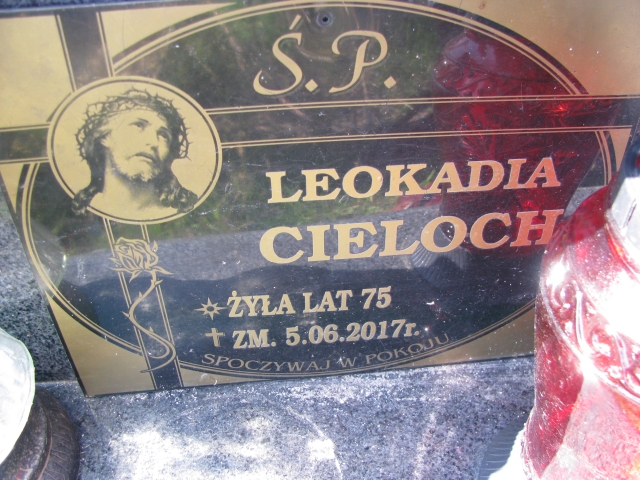 Ś.P.
LEOKADIA
CIELOCH
ŻYŁA LAT 75
ZM. 5.06.2017r.
SPOCZYWAJ W POKOJU